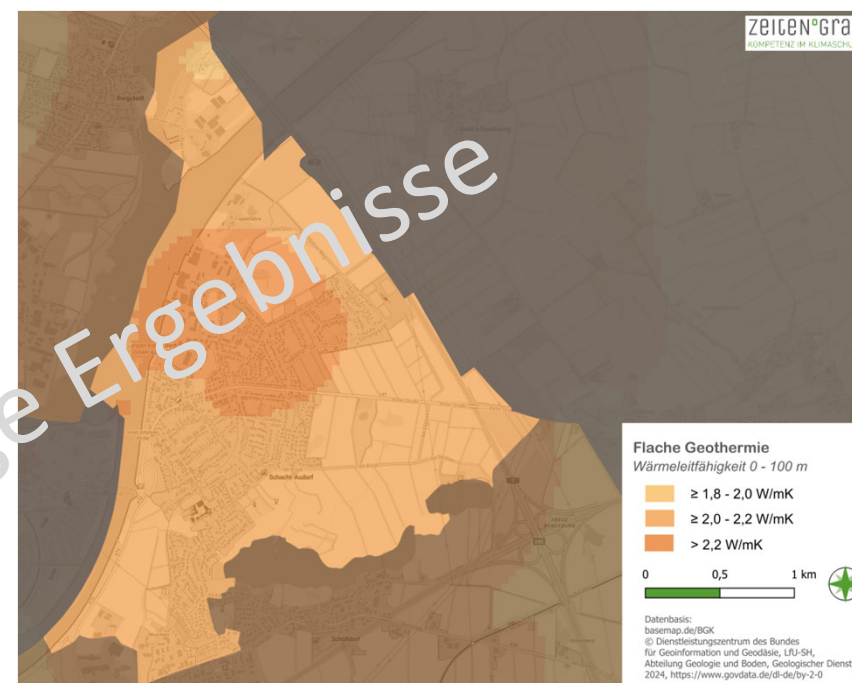 ZEITEN°GRA
KOMPETENZ IM KLIMASCHU
se Ergebnisse
Schacht-Audorf
Schülldorf
Flache Geothermie
Wärmeleitfähigkeit 0 - 100 m
≥ 1,8 - 2,0 W/mK
≥ 2,0 - 2,2 W/mK
> 2,2 W/mK
0 0,5 1 km
Datenbasis:
basemap.de/BGK
© Dienstleistungszentrum des Bundes
für Geoinformation und Geodäsie, LfU-SH,
Abteilung Geologie und Boden, Geologischer Dienst
2024, https://www.govdata.de/dl-de/by-2-0